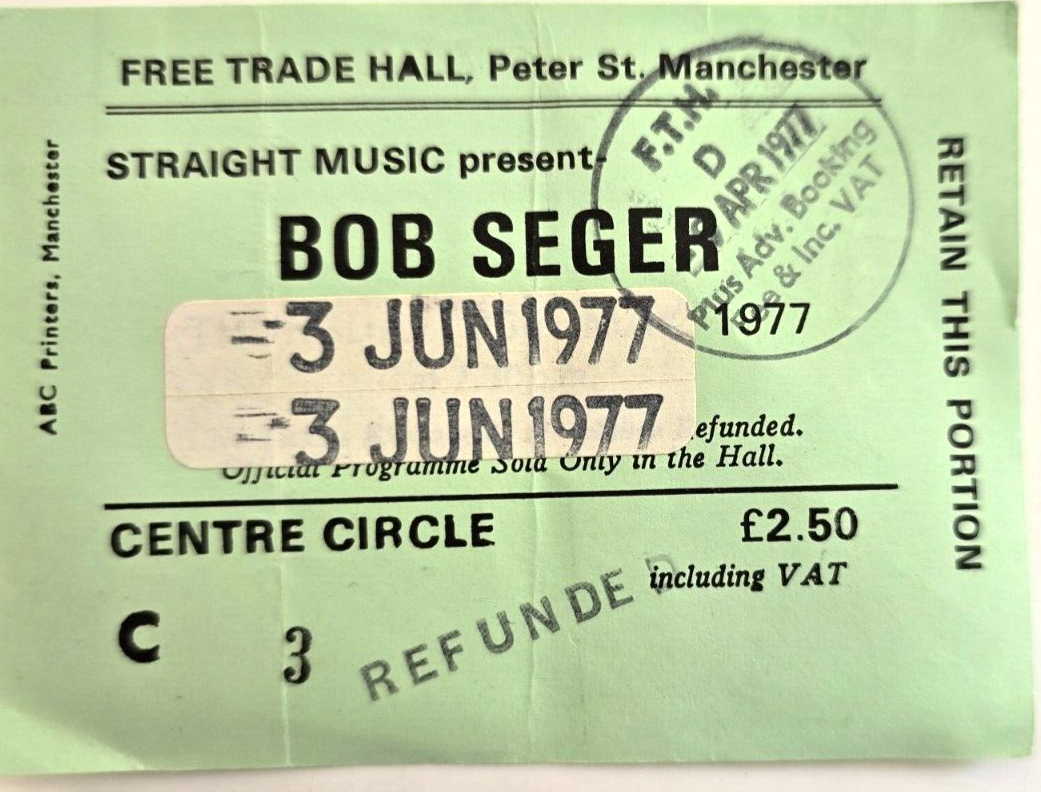 FREE TRADE HALL, Peter St. Manchester
STRAIGHT MUSIC present-
BOB SEGER
F.T.H.
D
APR 1977
Plus Adv. Booking
Fee & Inc. VAT
-3 JUN 1977
1977
-3 JUN 1977
efunded.
Official Programme Sold Only in the Hall.
CENTRE CIRCLE £2.50
including VAT
C 3
REFUNDED
ABC Printers, Manchester
RETAIN THIS PORTION